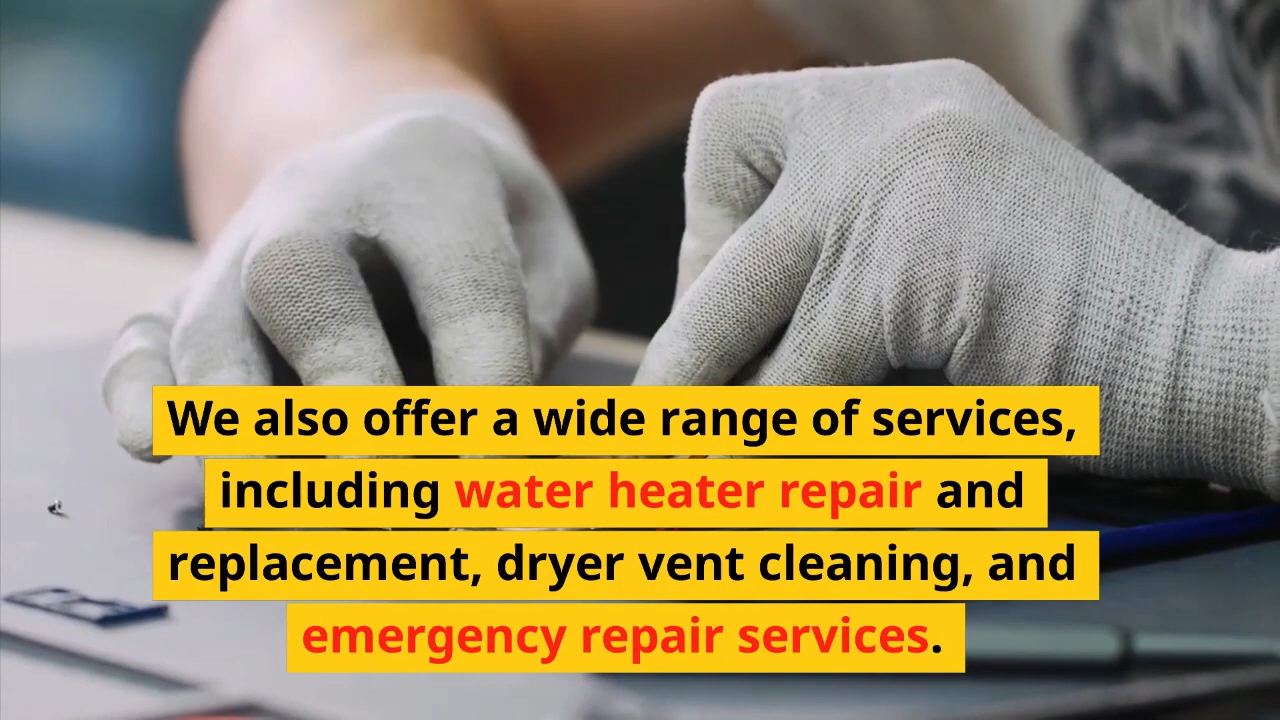 We also offer a wide range of services,
including water heater repair and
replacement, dryer vent cleaning, and
emergency repair services.